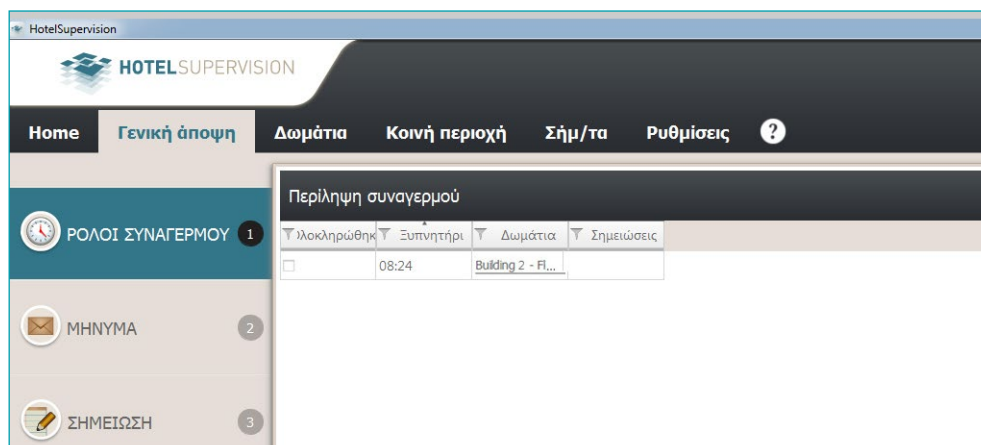 HotelSupervision
HOTELSUPERVISION
Home Γενική άποψη Δωμάτια Κοινή περιοχή Σήμ/τα Ρυθμίσεις ?
Περίληψη συναγερμού
ΡΟΛΟΙ ΣΥΝΑΓΕΡΜΟΥ 1
Ξυπνητήρι Δωμάτια Σημειώσεις
08:24 Building 2 - Fl...
ΜΗΝΥΜΑ 2
ΣΗΜΕΙΩΣΗ 3